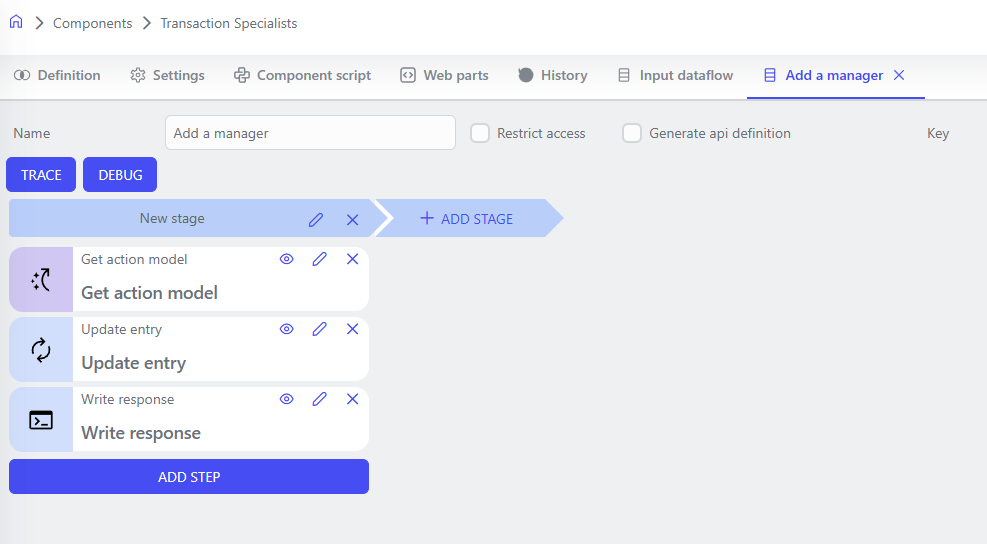 Components Transaction Specialists
Definition Settings Component script Web parts History Input dataflow Add a manager
Name Add a manager Restrict access Generate api definition Key
TRACE DEBUG
New stage ADD STAGE
Get action model
Get action model
Update entry
Update entry
Write response
Write response
ADD STEP